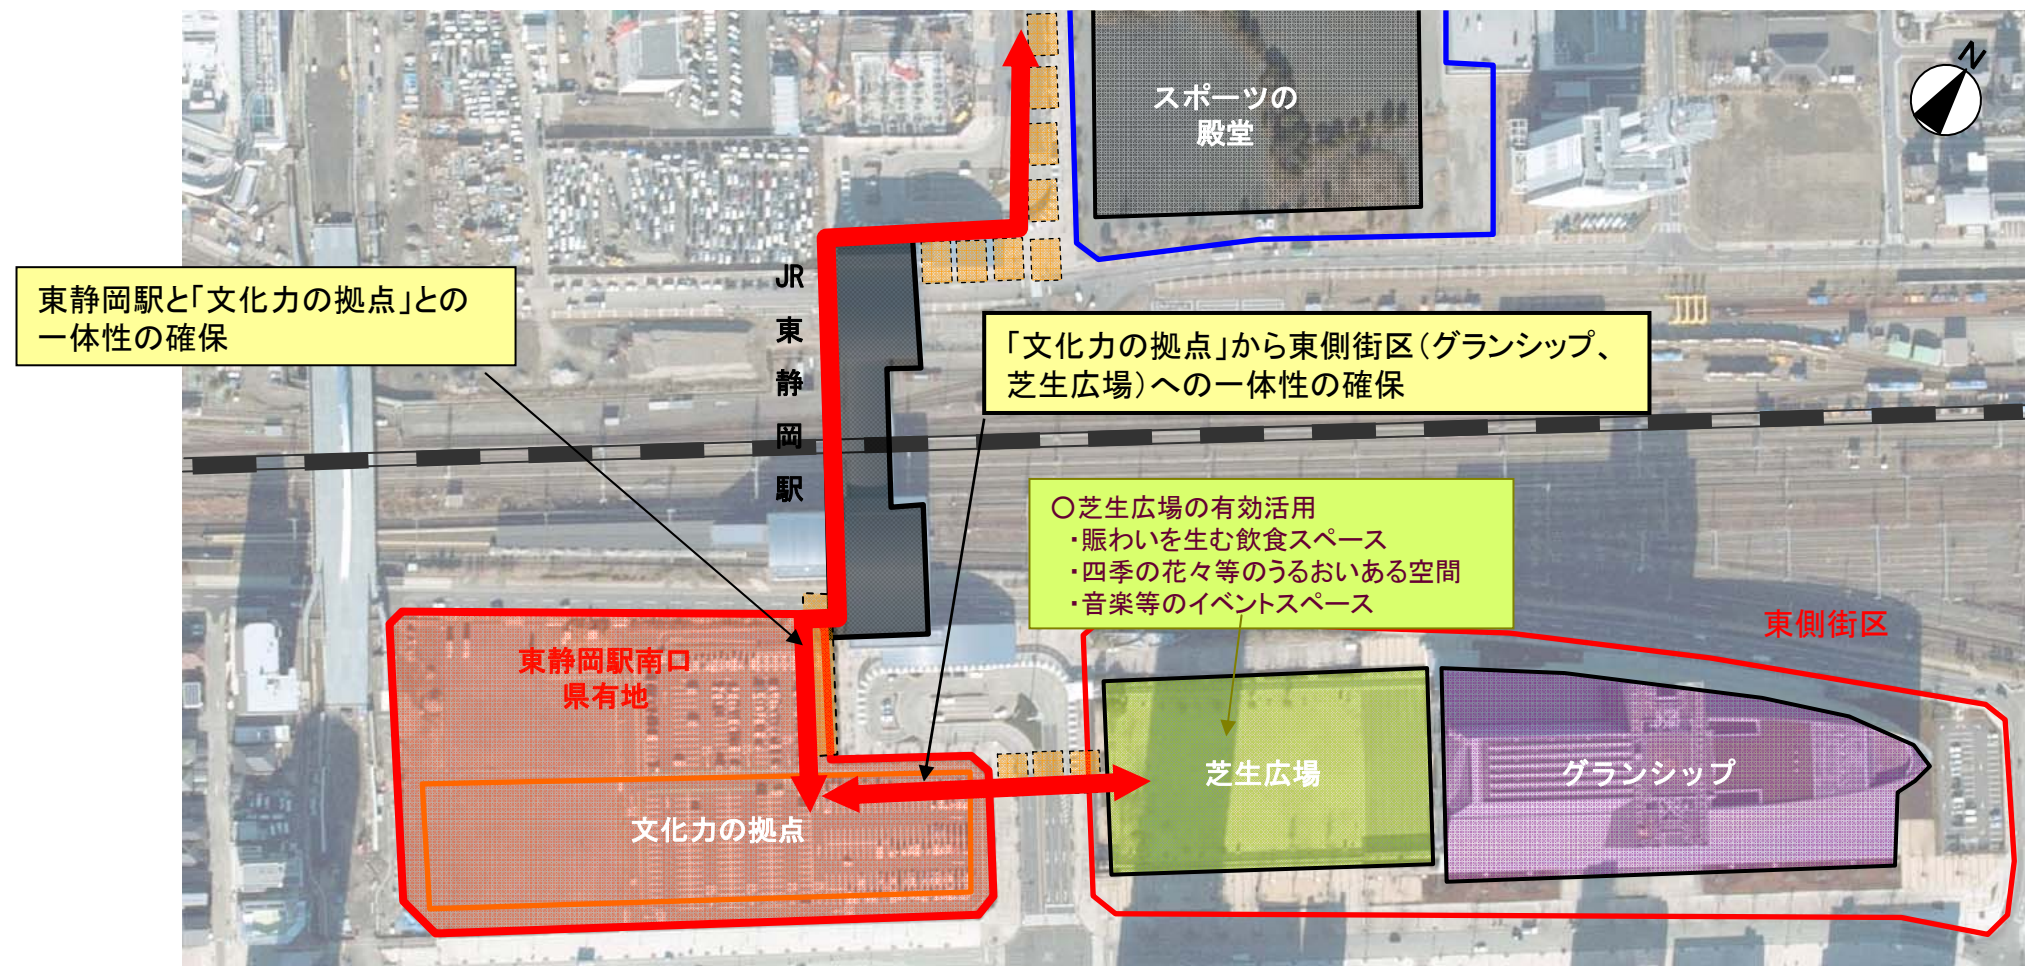 N
スポーツの
殿堂
東静岡駅と「文化力の拠点」との
一体性の確保
JR東静岡駅
「文化力の拠点」から東側街区(グランシップ、
芝生広場)への一体性の確保
○芝生広場の有効活用
・賑わいを生む飲食スペース
・四季の花々等のうるおいある空間
・音楽等のイベントスペース
東側街区
東静岡駅南口
県有地
芝生広場
グランシップ
文化力の拠点